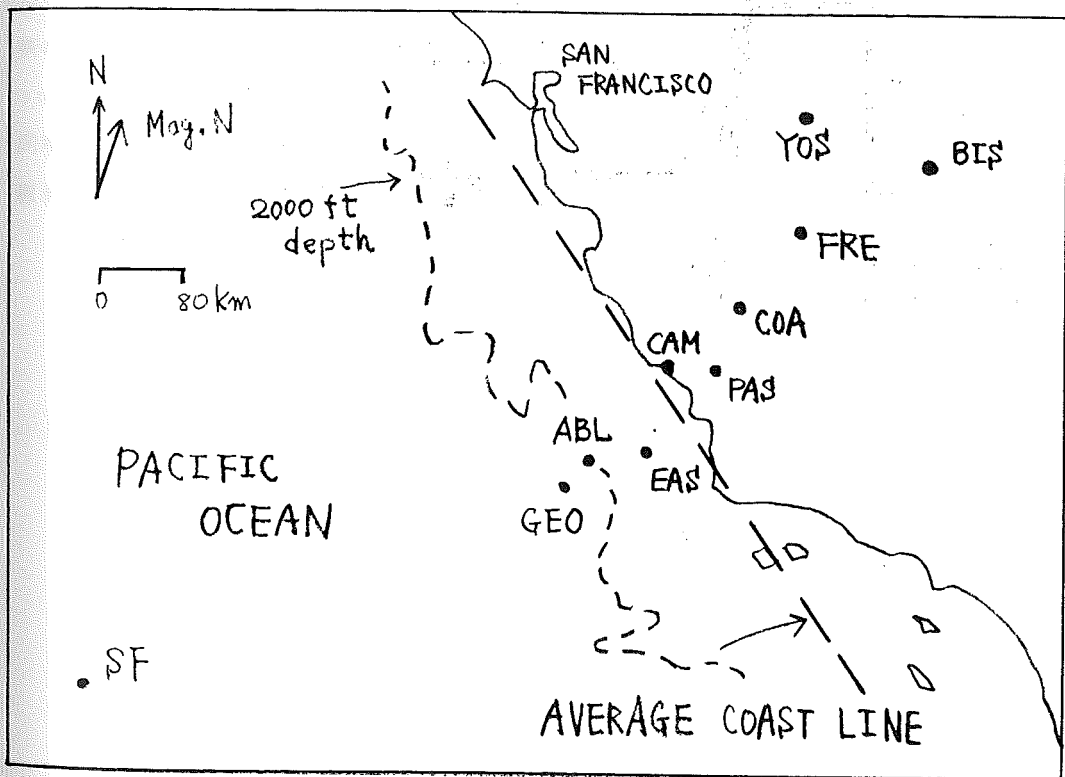 SAN
FRANCISCO
N
Mag. N
YOS
BIS
2000 ft
depth
FRE
0 80 km
COA
CAM
PAS
ABL
EAS
PACIFIC
OCEAN
GEO
SF
AVERAGE COAST LINE